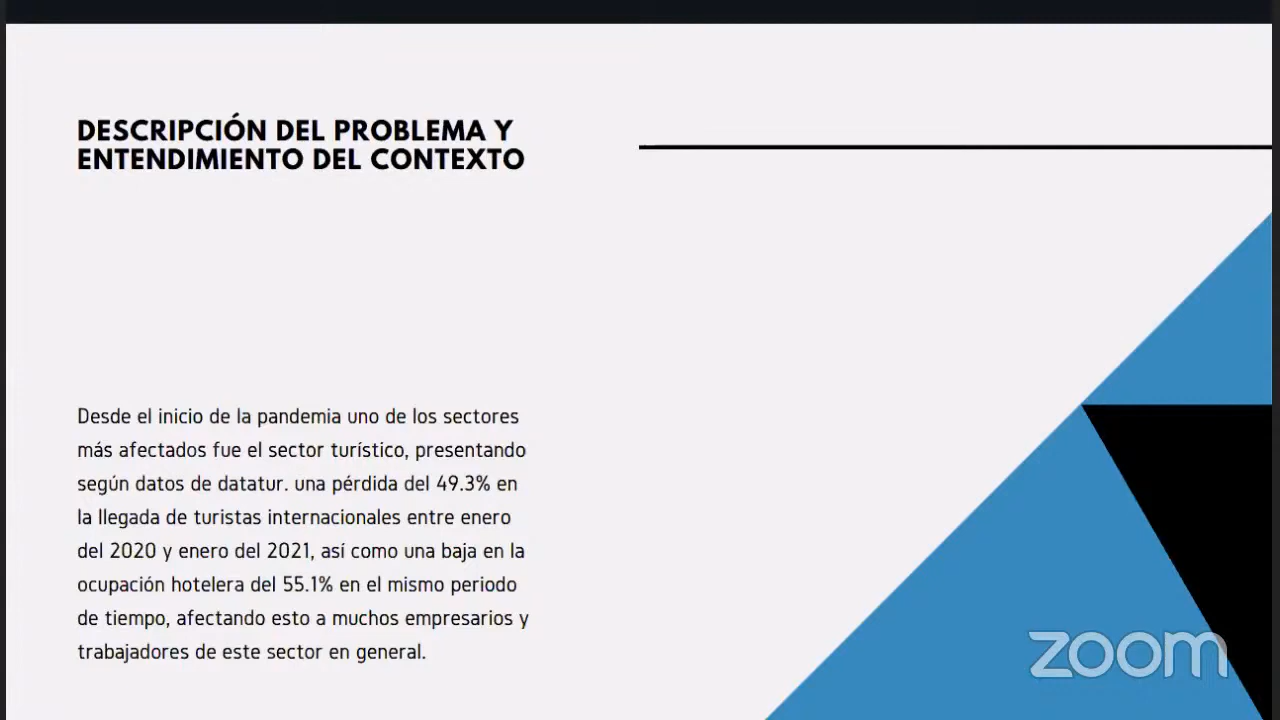 DESCRIPCIÓN DEL PROBLEMA Y
ENTENDIMIENTO DEL CONTEXTO
Desde el inicio de la pandemia uno de los sectores
más afectados fue el sector turístico, presentando
según datos de datatur. una pérdida del 49.3% en
la llegada de turistas internacionales entre enero
del 2020 y enero del 2021, así como una baja en la
ocupación hotelera del 55.1% en el mismo periodo
de tiempo, afectando esto a muchos empresarios y
trabajadores de este sector en general.
zoom